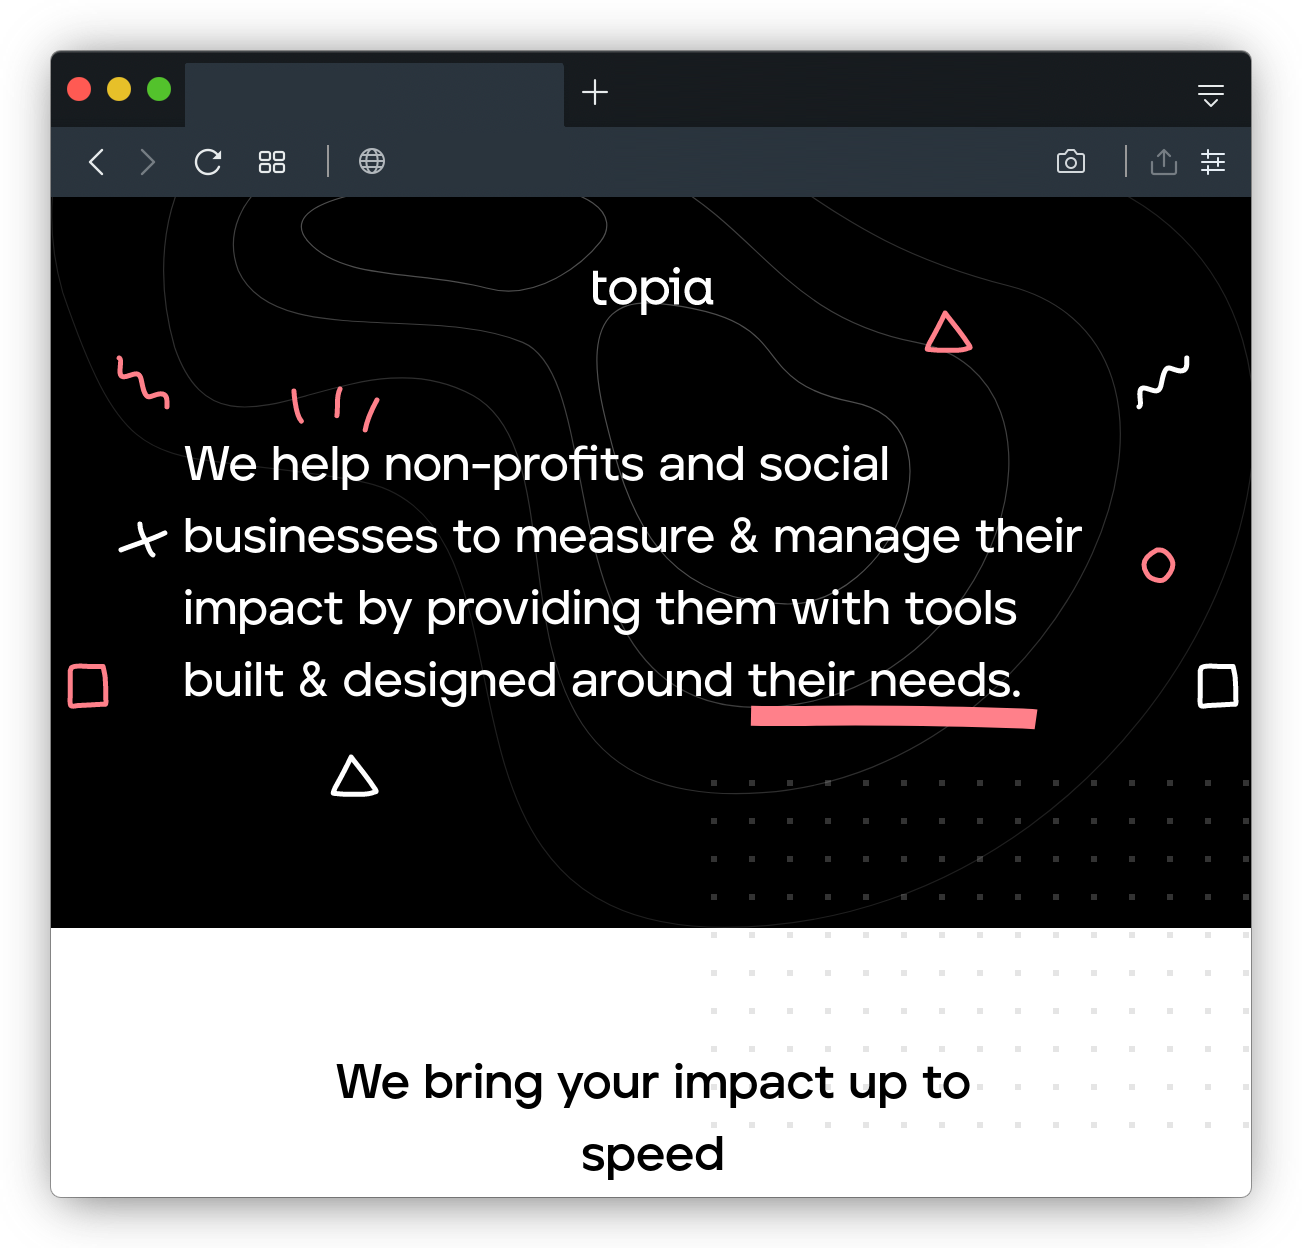 topia
We help non-profits and social
businesses to measure & manage their
impact by providing them with tools
built & designed around their needs.
We bring your impact up to
speed